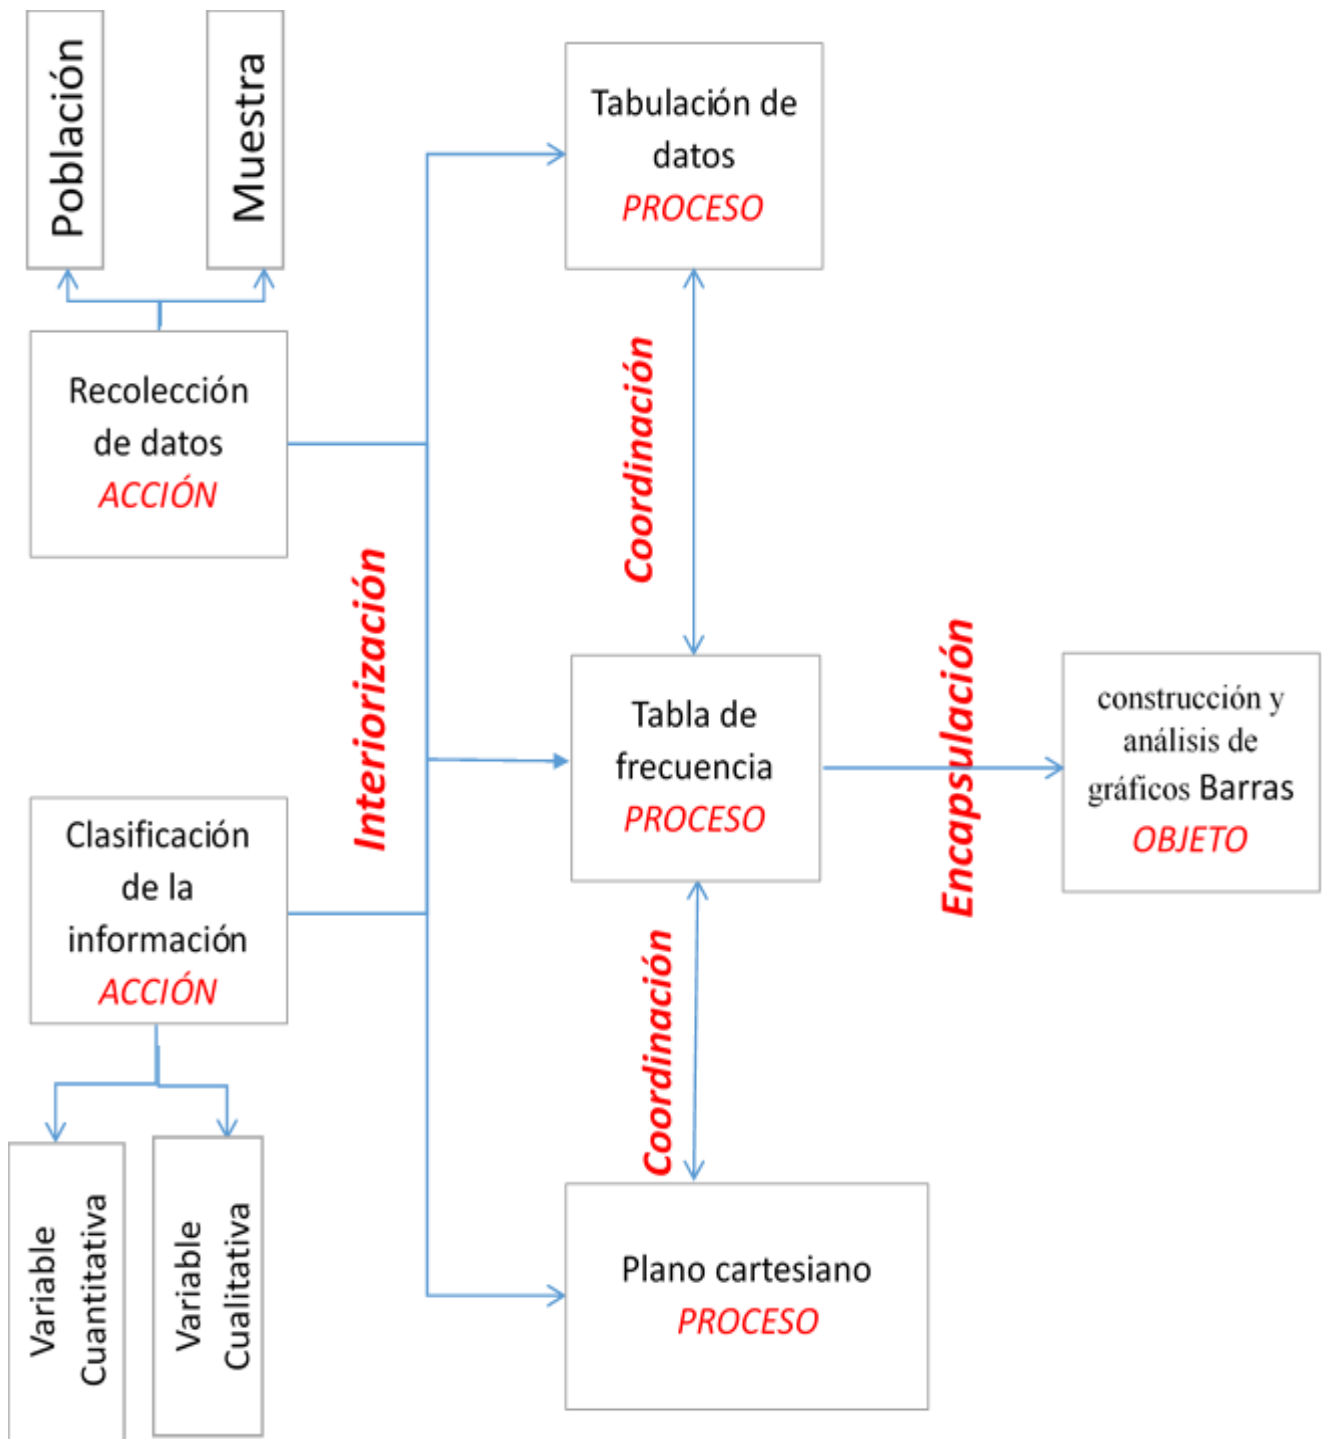 Población
Muestra
Recolección
de datos
ACCIÓN
Clasificación
de la
información
ACCIÓN
Variable
Cuantitativa
Variable
Cualitativa
Interiorización
Tabulación de
datos
PROCESO
Coordinación
Tabla de
frecuencia
PROCESO
Coordinación
Plano cartesiano
PROCESO
Encapsulación
construcción y
análisis de
gráficos Barras
OBJETO